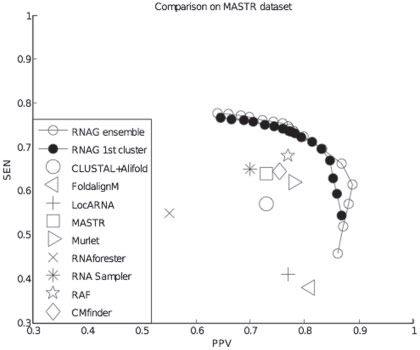 Comparison on MASTR dataset
1
0.9
0.8
0.7
0.6
0.5
0.4
0.3
SEN
RNAG ensemble
RNAG 1st cluster
CLUSTAL+Alifold
FoldalignM
LocARNA
MASTR
Murlet
RNAforester
RNA Sampler
RAF
CMfinder
0.3 0.4 0.5 0.6 0.7 0.8 0.9 1
PPV